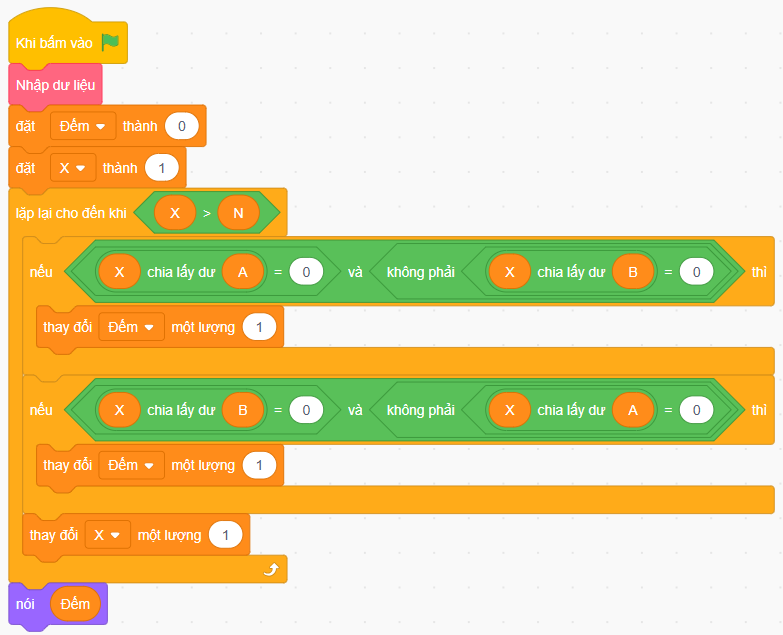 Khi bấm vào
Nhập dư liệu
đặt Đếm thành 0
đặt X thành 1
lặp lại cho đến khi X > N
nếu X chia lấy dư A = 0 và không phải X chia lấy dư B = 0 thì
thay đổi Đếm một lượng 1
nếu X chia lấy dư B = 0 và không phải X chia lấy dư A = 0 thì
thay đổi Đếm một lượng 1
thay đổi X một lượng 1
nói Đếm